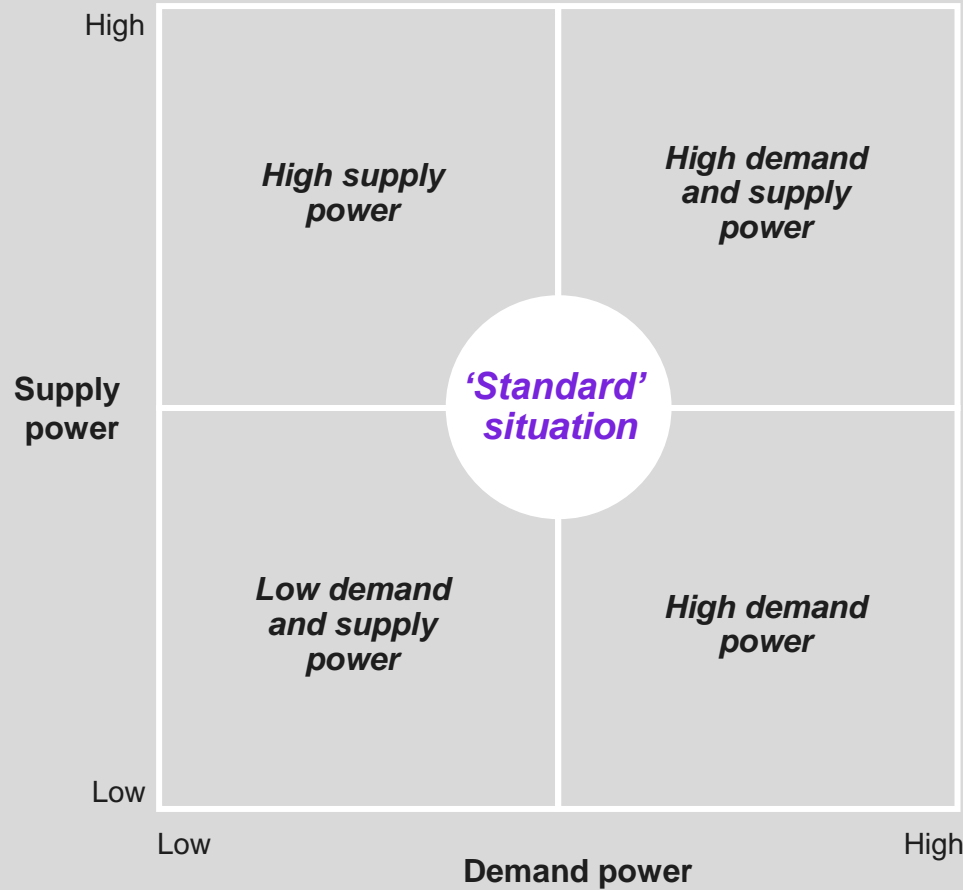 High
High supply
power
High demand
and supply
power
Supply
power
‘Standard’
situation
Low demand
and supply
power
High demand
power
Low
Low
High
Demand power